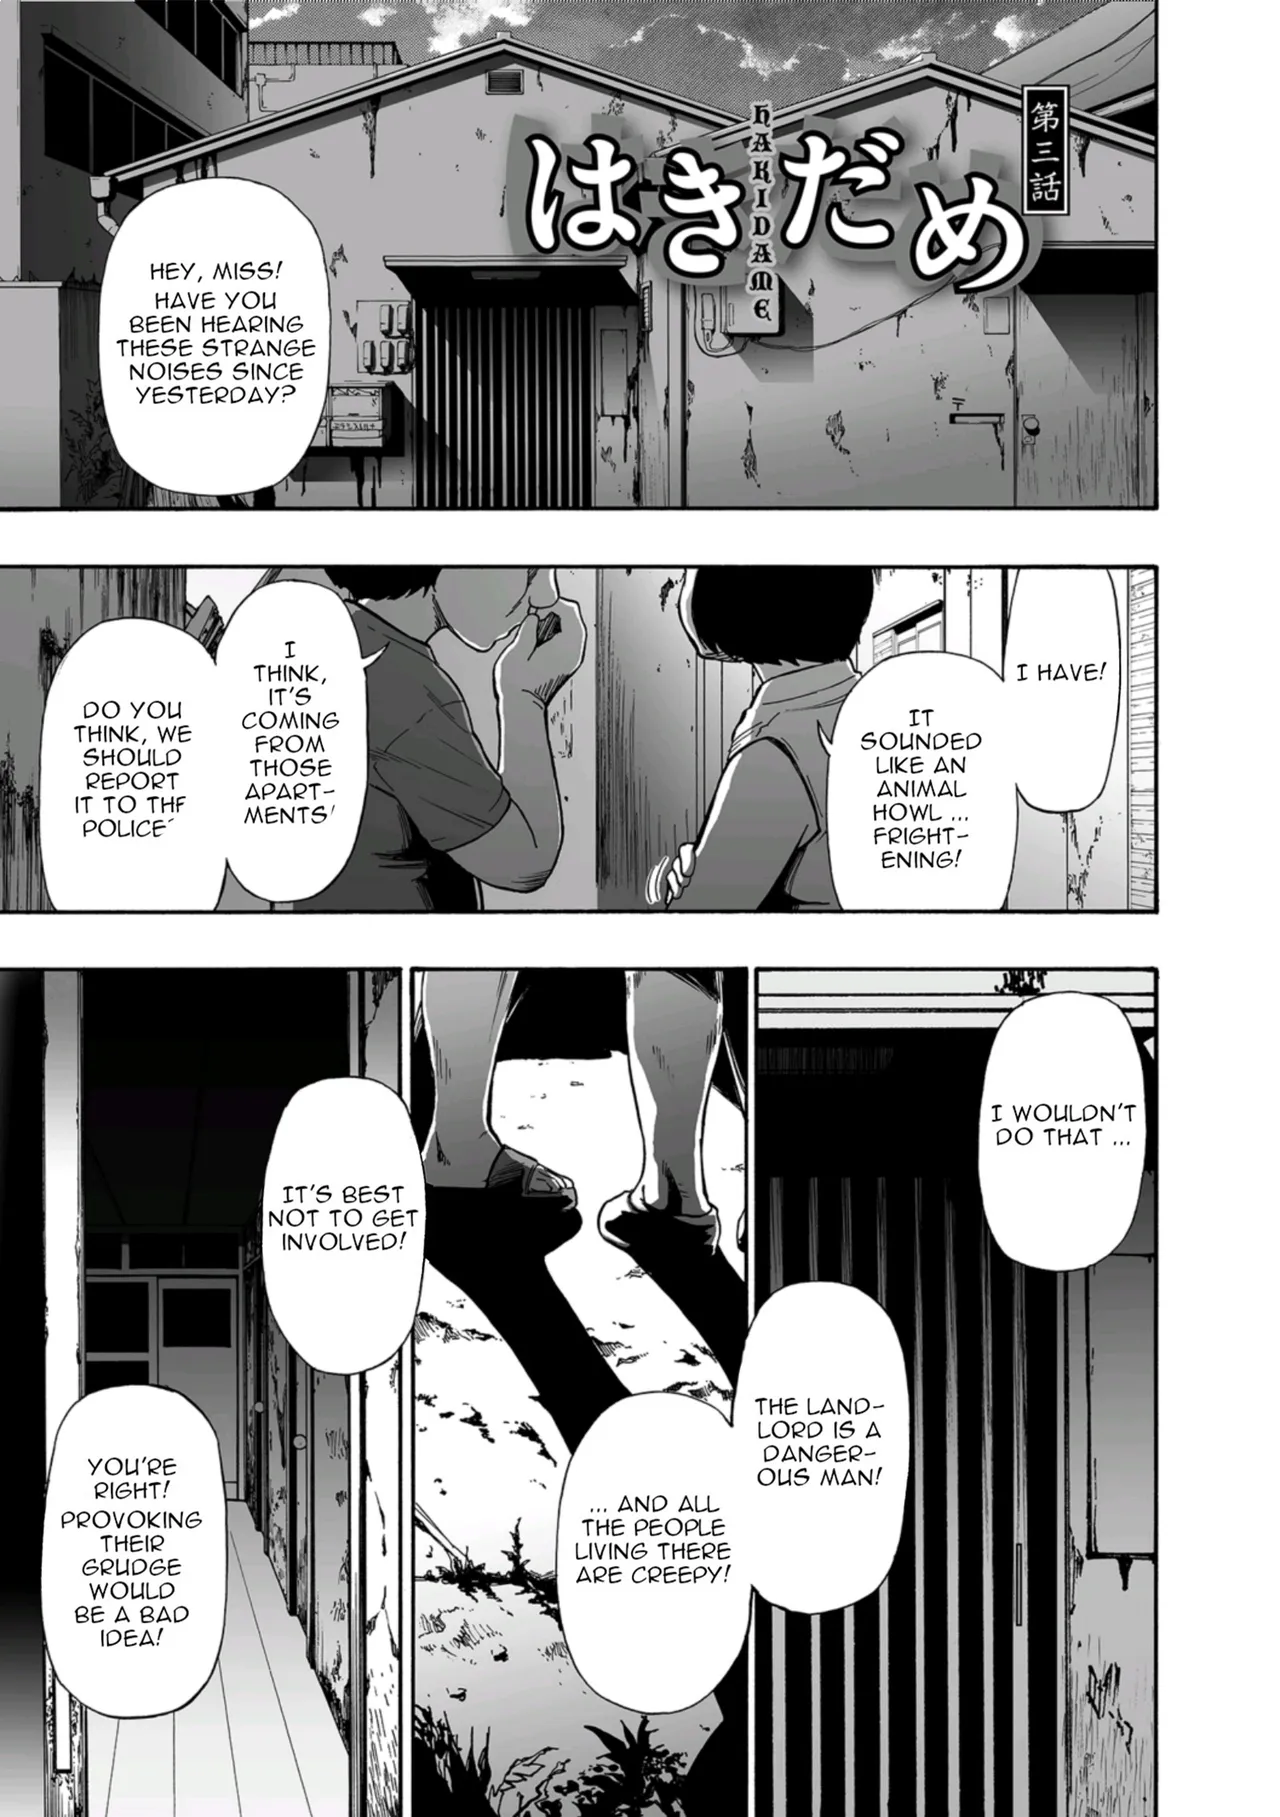 第三話
はきだめ
HAKIDAME
HEY, MISS!
HAVE YOU
BEEN HEARING
THESE STRANGE
NOISES SINCE
YESTERDAY?
I HAVE!
IT
SOUNDED
LIKE AN
ANIMAL
HOWL ...
FRIGHT-
ENING!
I
THINK,
IT'S
COMING
FROM
THOSE
APART-
MENTS
DO YOU
THINK, WE
SHOULD
REPORT
IT TO THE
POLICE
I WOULDN'T
DO THAT ...
THE LAND-
LORD IS A
DANGER-
OUS MAN!
... AND ALL
THE PEOPLE
LIVING THERE
ARE CREEPY!
IT'S BEST
NOT TO GET
INVOLVED!
YOU'RE
RIGHT!
PROVOKING
THEIR
GRUDGE
WOULD
BE A BAD
IDEA!